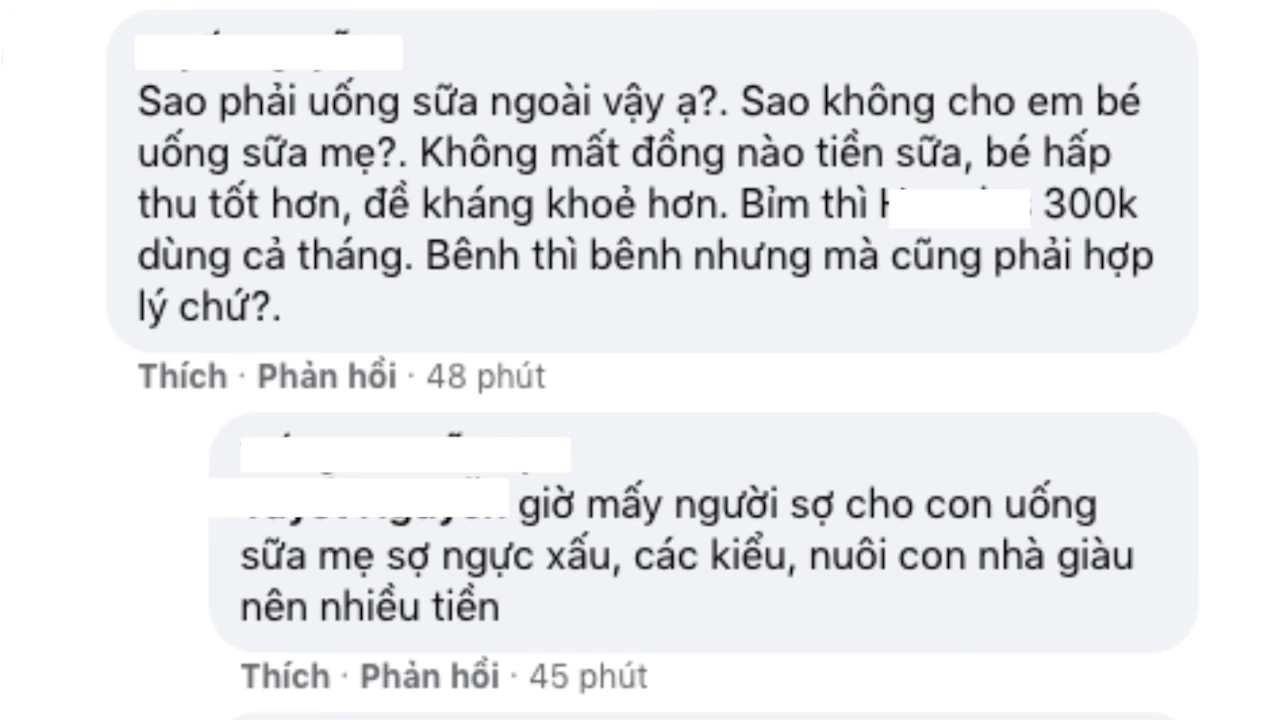 Sao phải uống sữa ngoài vậy ạ?. Sao không cho em bé
uống sữa mẹ?. Không mất đồng nào tiền sữa, bé hấp
thu tốt hơn, đề kháng khoẻ hơn. Bỉm thì 300k
dùng cả tháng. Bênh thì bênh nhưng mà cũng phải hợp
lý chứ?.
Thích · Phản hồi · 48 phút
giờ mấy người sợ cho con uống
sữa mẹ sợ ngực xấu, các kiểu, nuôi con nhà giàu
nên nhiều tiền
Thích · Phản hồi · 45 phút